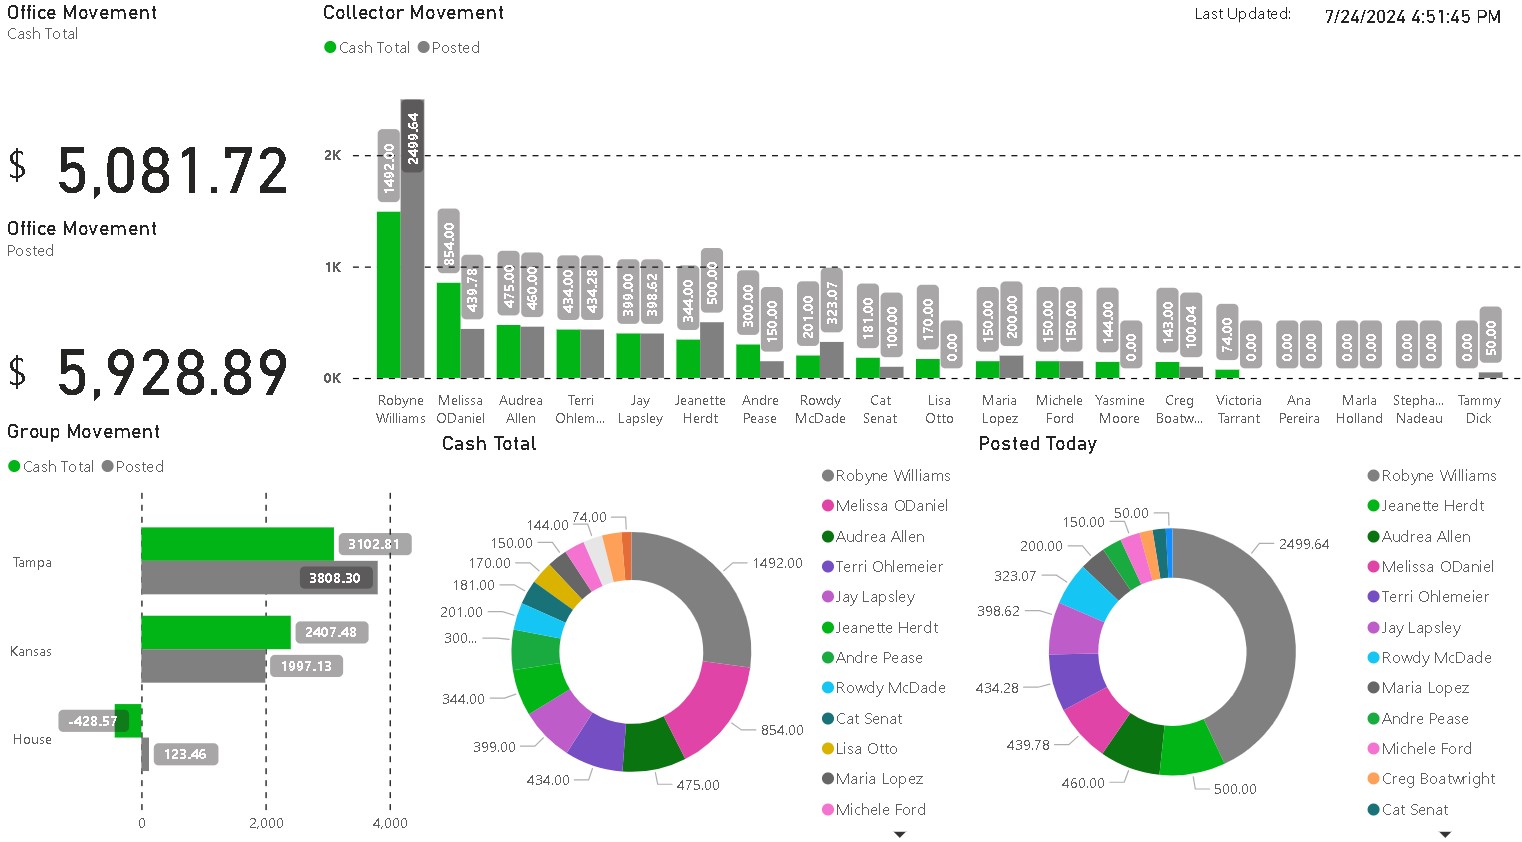 Office Movement
Cash Total
$ 5,081.72
Office Movement
Posted
$ 5,928.89
Collector Movement
Cash Total Posted
Last Updated: 7/24/2024 4:51:45 PM
2K
1K
0K
1492.00
2499.64
854.00
439.78
475.00
460.00
434.00
434.28
399.00
398.62
344.00
500.00
300.00
150.00
201.00
323.07
181.00
100.00
170.00
0.00
150.00
200.00
150.00
150.00
144.00
0.00
143.00
100.04
74.00
0.00
0.00
0.00
0.00
0.00
0.00
0.00
0.00
50.00
Robyne Williams
Melissa ODaniel
Audrea Allen
Terri Ohlem...
Jay Lapsley
Jeanette Herdt
Andre Pease
Rowdy McDade
Cat Senat
Lisa Otto
Maria Lopez
Michele Ford
Yasmine Moore
Creg Boatw...
Victoria Tarrant
Ana Pereira
Marla Holland
Stepha... Nadeau
Tammy Dick
Group Movement
Cash Total Posted
Tampa
3102.81
3808.30
Kansas
2407.48
1997.13
House
-428.57
123.46
0 2,000 4,000
Cash Total
1492.00
854.00
475.00
434.00
399.00
344.00
300...
201.00
181.00
170.00
150.00
144.00
74.00
Robyne Williams
Melissa ODaniel
Audrea Allen
Terri Ohlemeier
Jay Lapsley
Jeanette Herdt
Andre Pease
Rowdy McDade
Cat Senat
Lisa Otto
Maria Lopez
Michele Ford
Posted Today
2499.64
500.00
460.00
439.78
434.28
398.62
323.07
200.00
150.00
50.00
Robyne Williams
Jeanette Herdt
Audrea Allen
Melissa ODaniel
Terri Ohlemeier
Jay Lapsley
Rowdy McDade
Maria Lopez
Andre Pease
Michele Ford
Creg Boatwright
Cat Senat